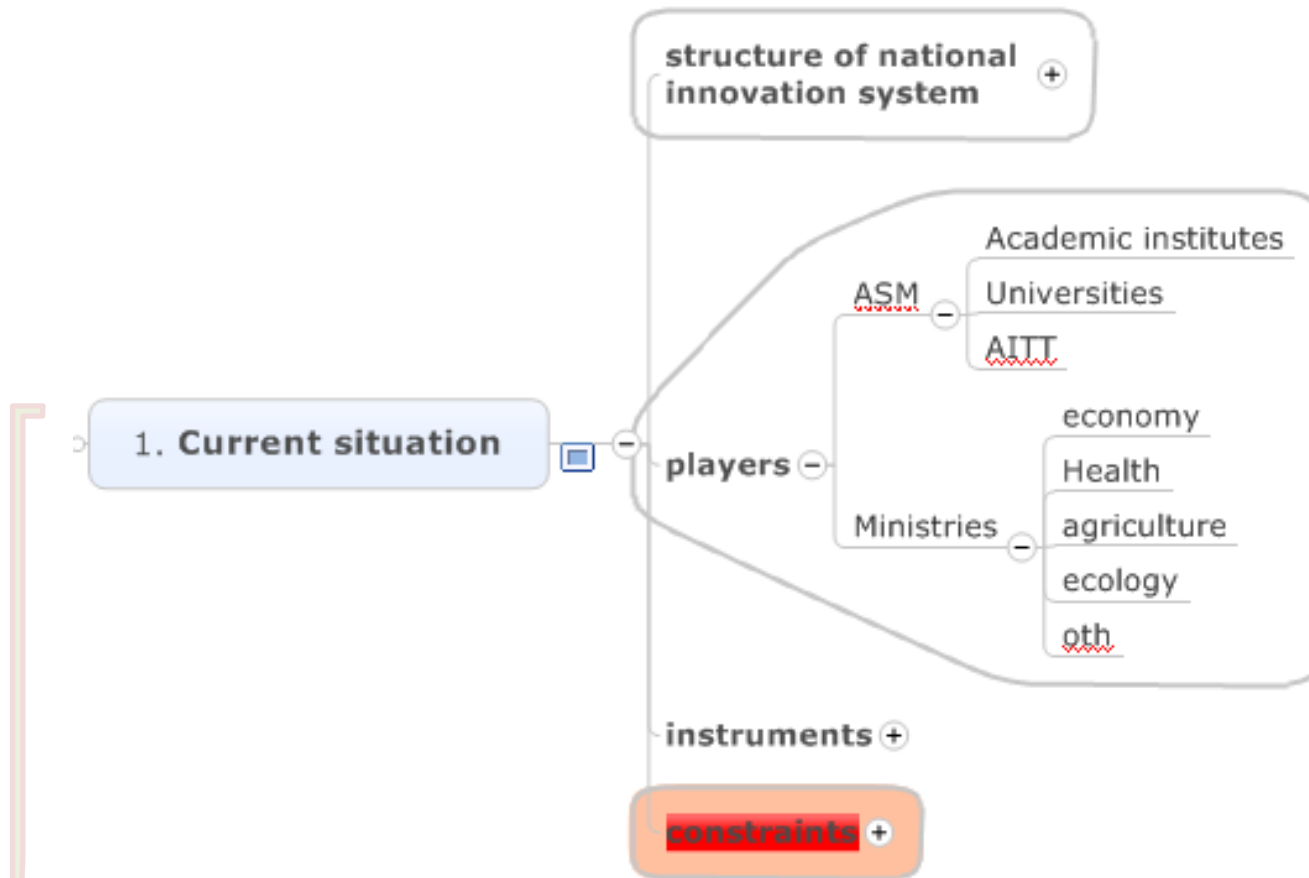 structure of national
innovation system
Academic institutes
ASM
Universities
AITT
1. Current situation
players
economy
Health
Ministries
agriculture
ecology
oth
instruments
constraints